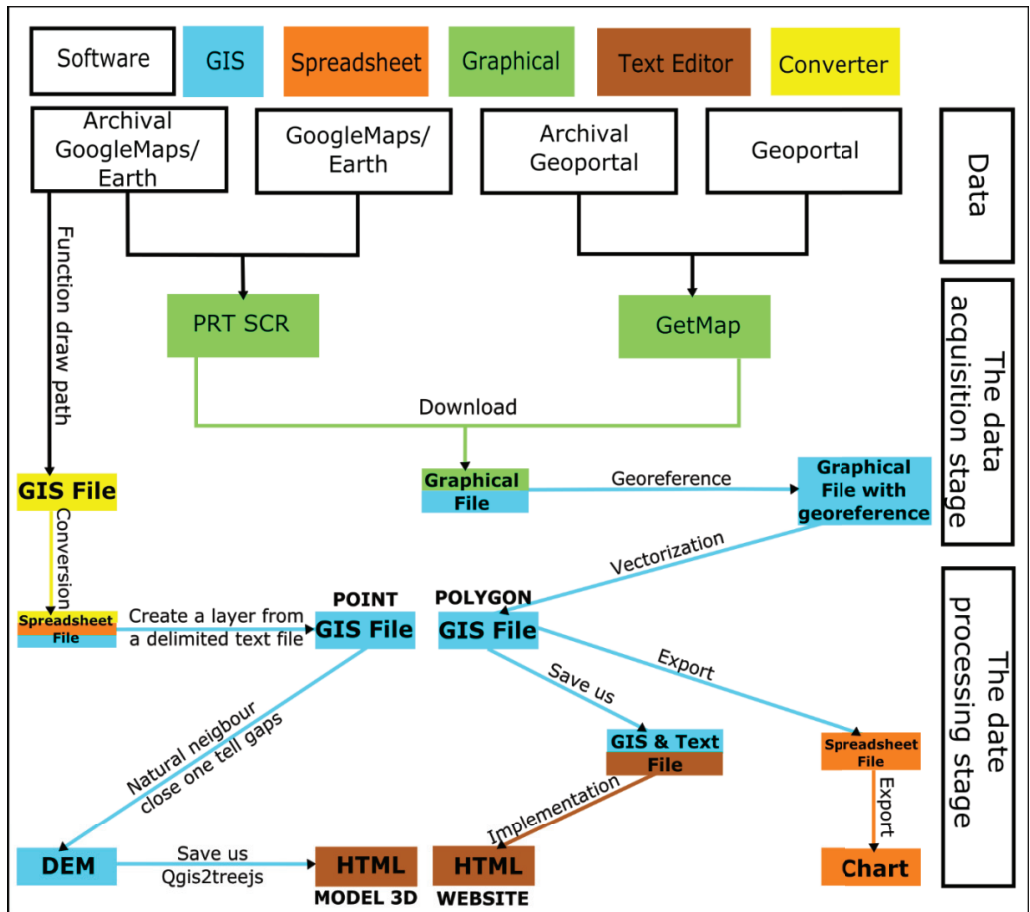 Software
GIS
Spreadsheet
Graphical
Text Editor
Converter
Archival
GoogleMaps/
Earth
GoogleMaps/
Earth
Archival
Geoportal
Geoportal
Data
Function draw path
PRT SCR
GetMap
The data
acquisition stage
Download
GIS File
Graphical
File
Georeference
Graphical
File with
georeference
Conversion
Vectorization
Spreadsheet
File
Create a layer from
a delimited text file
POINT
GIS File
POLYGON
GIS File
The date
processing stage
Save us
Export
Natural neigbour
close one tell gaps
GIS & Text
File
Spreadsheet
File
Implementation
Export
DEM
Save us
Qgis2treejs
HTML
MODEL 3D
HTML
WEBSITE
Chart